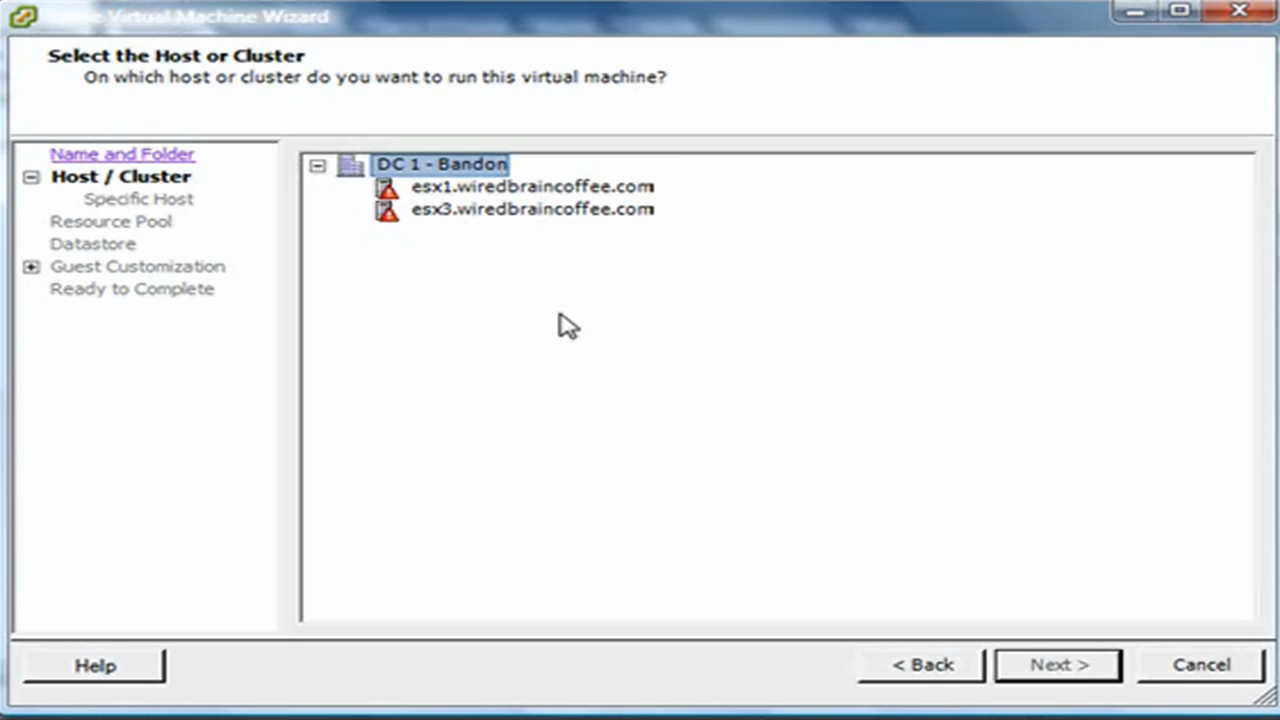 Virtual Machine Wizard
Select the Host or Cluster
On which host or cluster do you want to run this virtual machine?
Name and Folder
Host / Cluster
Specific Host
Resource Pool
Datastore
Guest Customization
Ready to Complete
DC 1 - Bandon
esx1.wiredbraincoffee.com
esx3.wiredbraincoffee.com
Help
< Back
Next >
Cancel